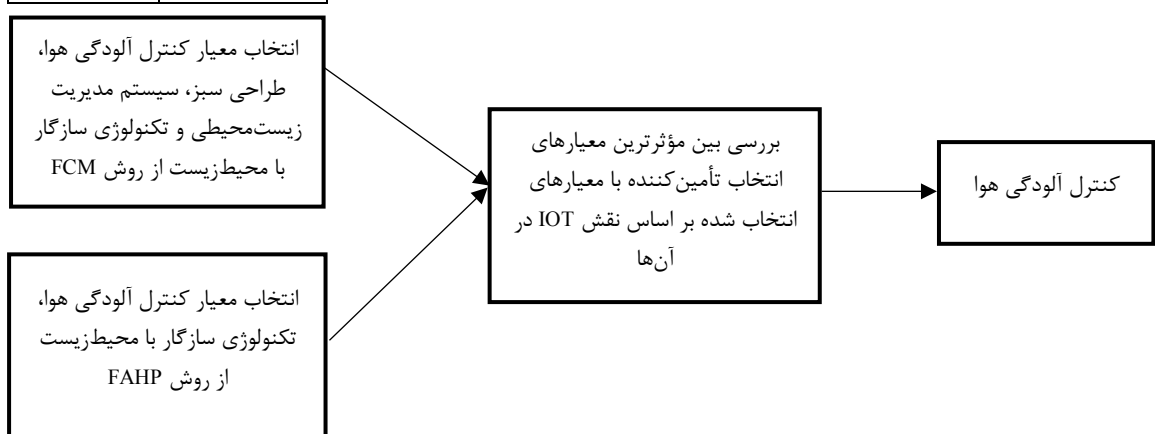 انتخاب معیار کنترل آلودگی هوا،
طراحی سبز، سیستم مدیریت
زیست‌محیطی و تکنولوژی سازگار
با محیط‌زیست از روش FCM
انتخاب معیار کنترل آلودگی هوا،
تکنولوژی سازگار با محیط‌زیست
از روش FAHP
بررسی بین مؤثرترین معیارهای
انتخاب تأمین‌کننده با معیارهای
انتخاب شده بر اساس نقش IOT در
آن‌ها
کنترل آلودگی هوا